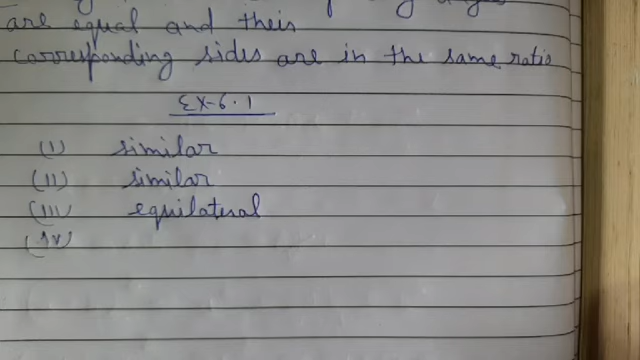 are equal and theis
corresponding sides are in the same ratio
Ex-6.1
(i) similar
(ii) similar
(iii) equilateral
(iv)